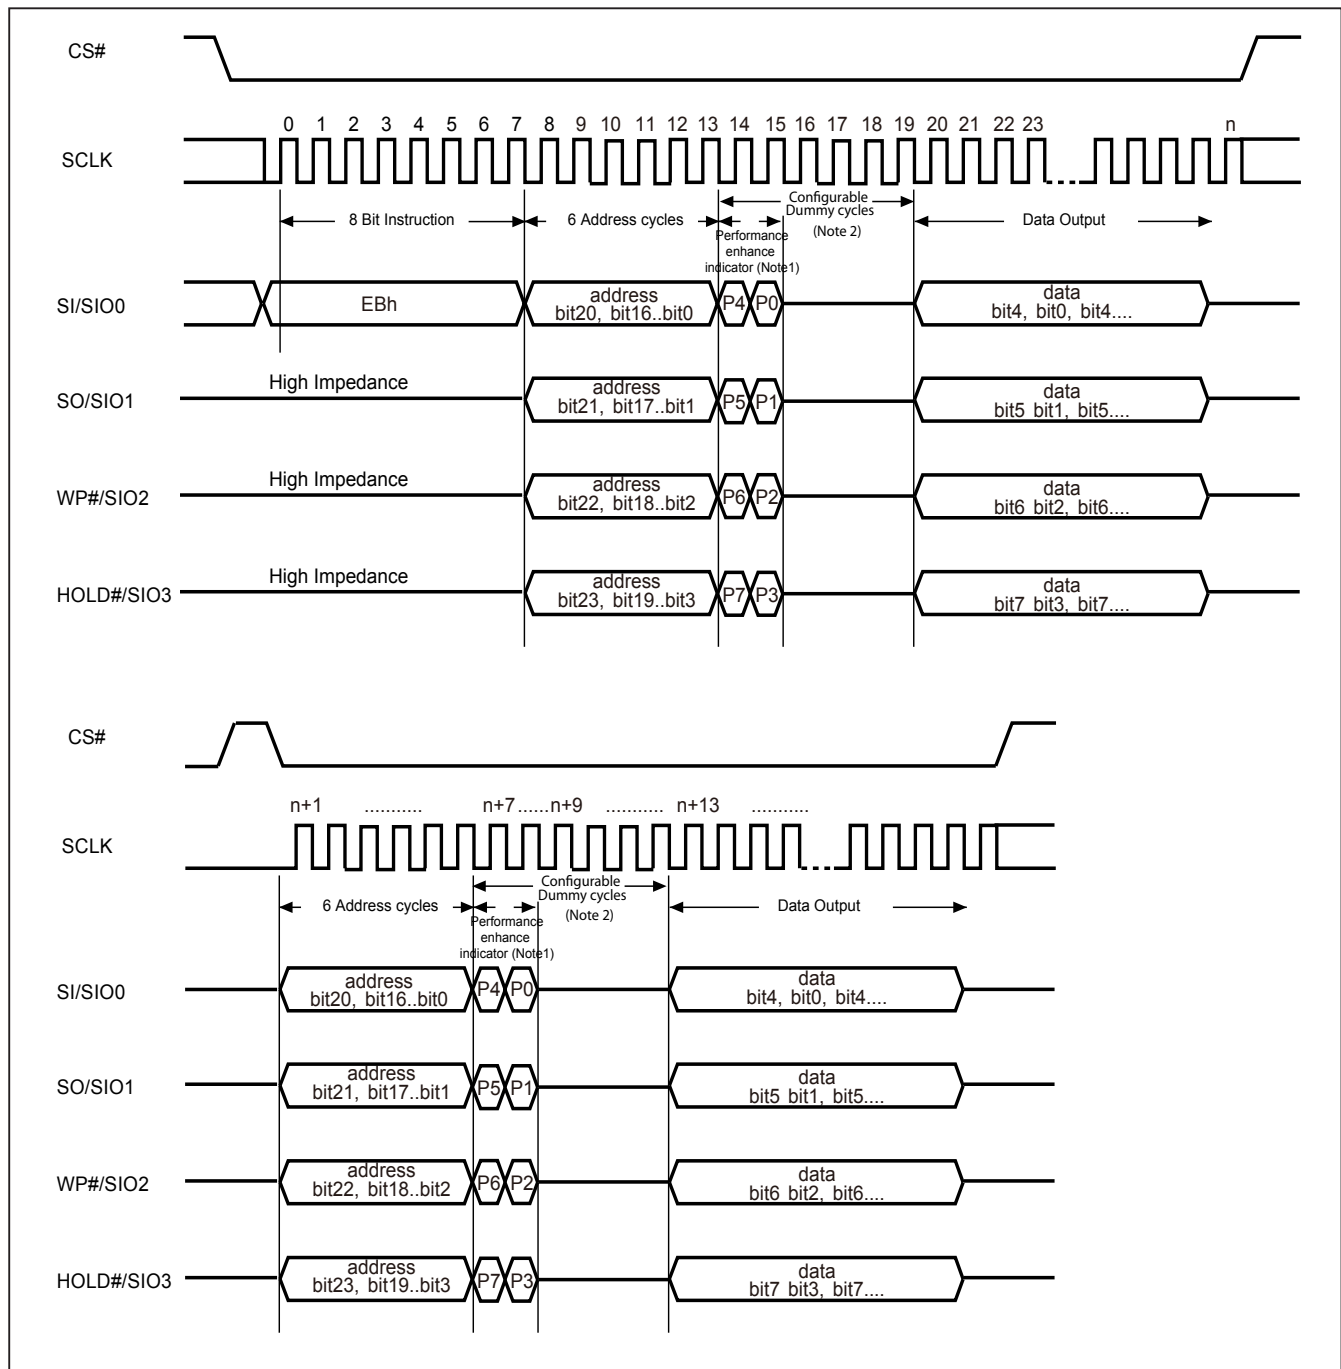 CS#
0 1 2 3 4 5 6 7 8 9 10 11 12 13 14 15 16 17 18 19 20 21 22 23 n
SCLK
Configurable
Dummy cycles
(Note 2)
8 Bit Instruction
6 Address cycles
Data Output
Performance
enhance
indicator (Note1)
SI/SIO0
EBh
address
bit20, bit16..bit0
P4 P0
data
bit4, bit0, bit4....
SO/SIO1
High Impedance
address
bit21, bit17..bit1
P5 P1
data
bit5 bit1, bit5....
WP#/SIO2
High Impedance
address
bit22, bit18..bit2
P6 P2
data
bit6 bit2, bit6....
HOLD#/SIO3
High Impedance
address
bit23, bit19..bit3
P7 P3
data
bit7 bit3, bit7....
CS#
n+1 ........... n+7......n+9 ........... n+13 ...........
SCLK
Configurable
Dummy cycles
(Note 2)
6 Address cycles
Data Output
Performance
enhance
indicator (Note1)
SI/SIO0
address
bit20, bit16..bit0
P4 P0
data
bit4, bit0, bit4....
SO/SIO1
address
bit21, bit17..bit1
P5 P1
data
bit5 bit1, bit5....
WP#/SIO2
address
bit22, bit18..bit2
P6 P2
data
bit6 bit2, bit6....
HOLD#/SIO3
address
bit23, bit19..bit3
P7 P3
data
bit7 bit3, bit7....